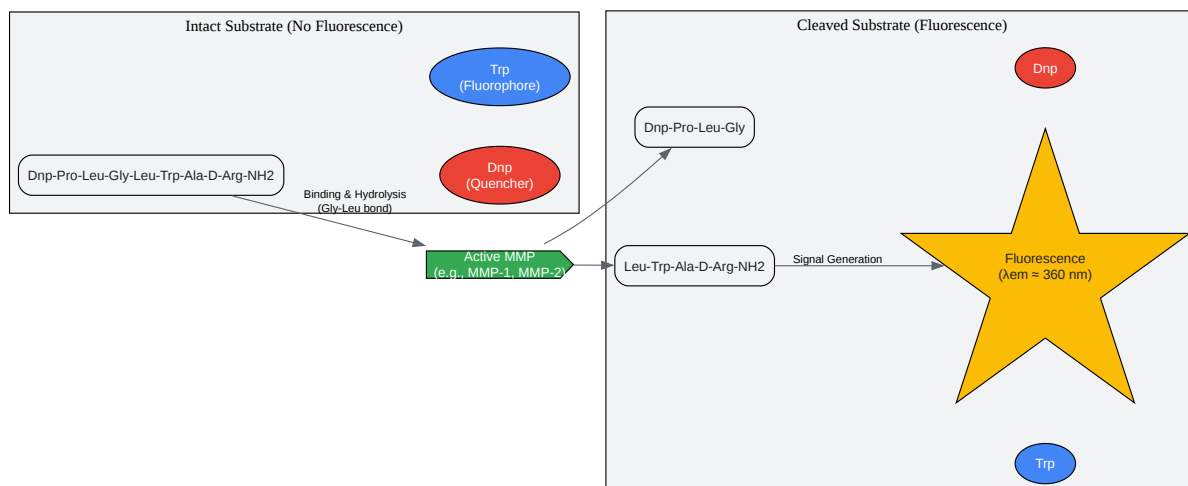 Intact Substrate (No Fluorescence)
Trp
(Fluorophore)
Dnp-Pro-Leu-Gly-Leu-Trp-Ala-D-Arg-NH2
Dnp
(Quencher)
Binding & Hydrolysis
(Gly-Leu bond)
Active MMP
(e.g., MMP-1, MMP-2)
Cleaved Substrate (Fluorescence)
Dnp
Dnp-Pro-Leu-Gly
Leu-Trp-Ala-D-Arg-NH2
Signal Generation
Fluorescence
(λem ≈ 360 nm)
Trp